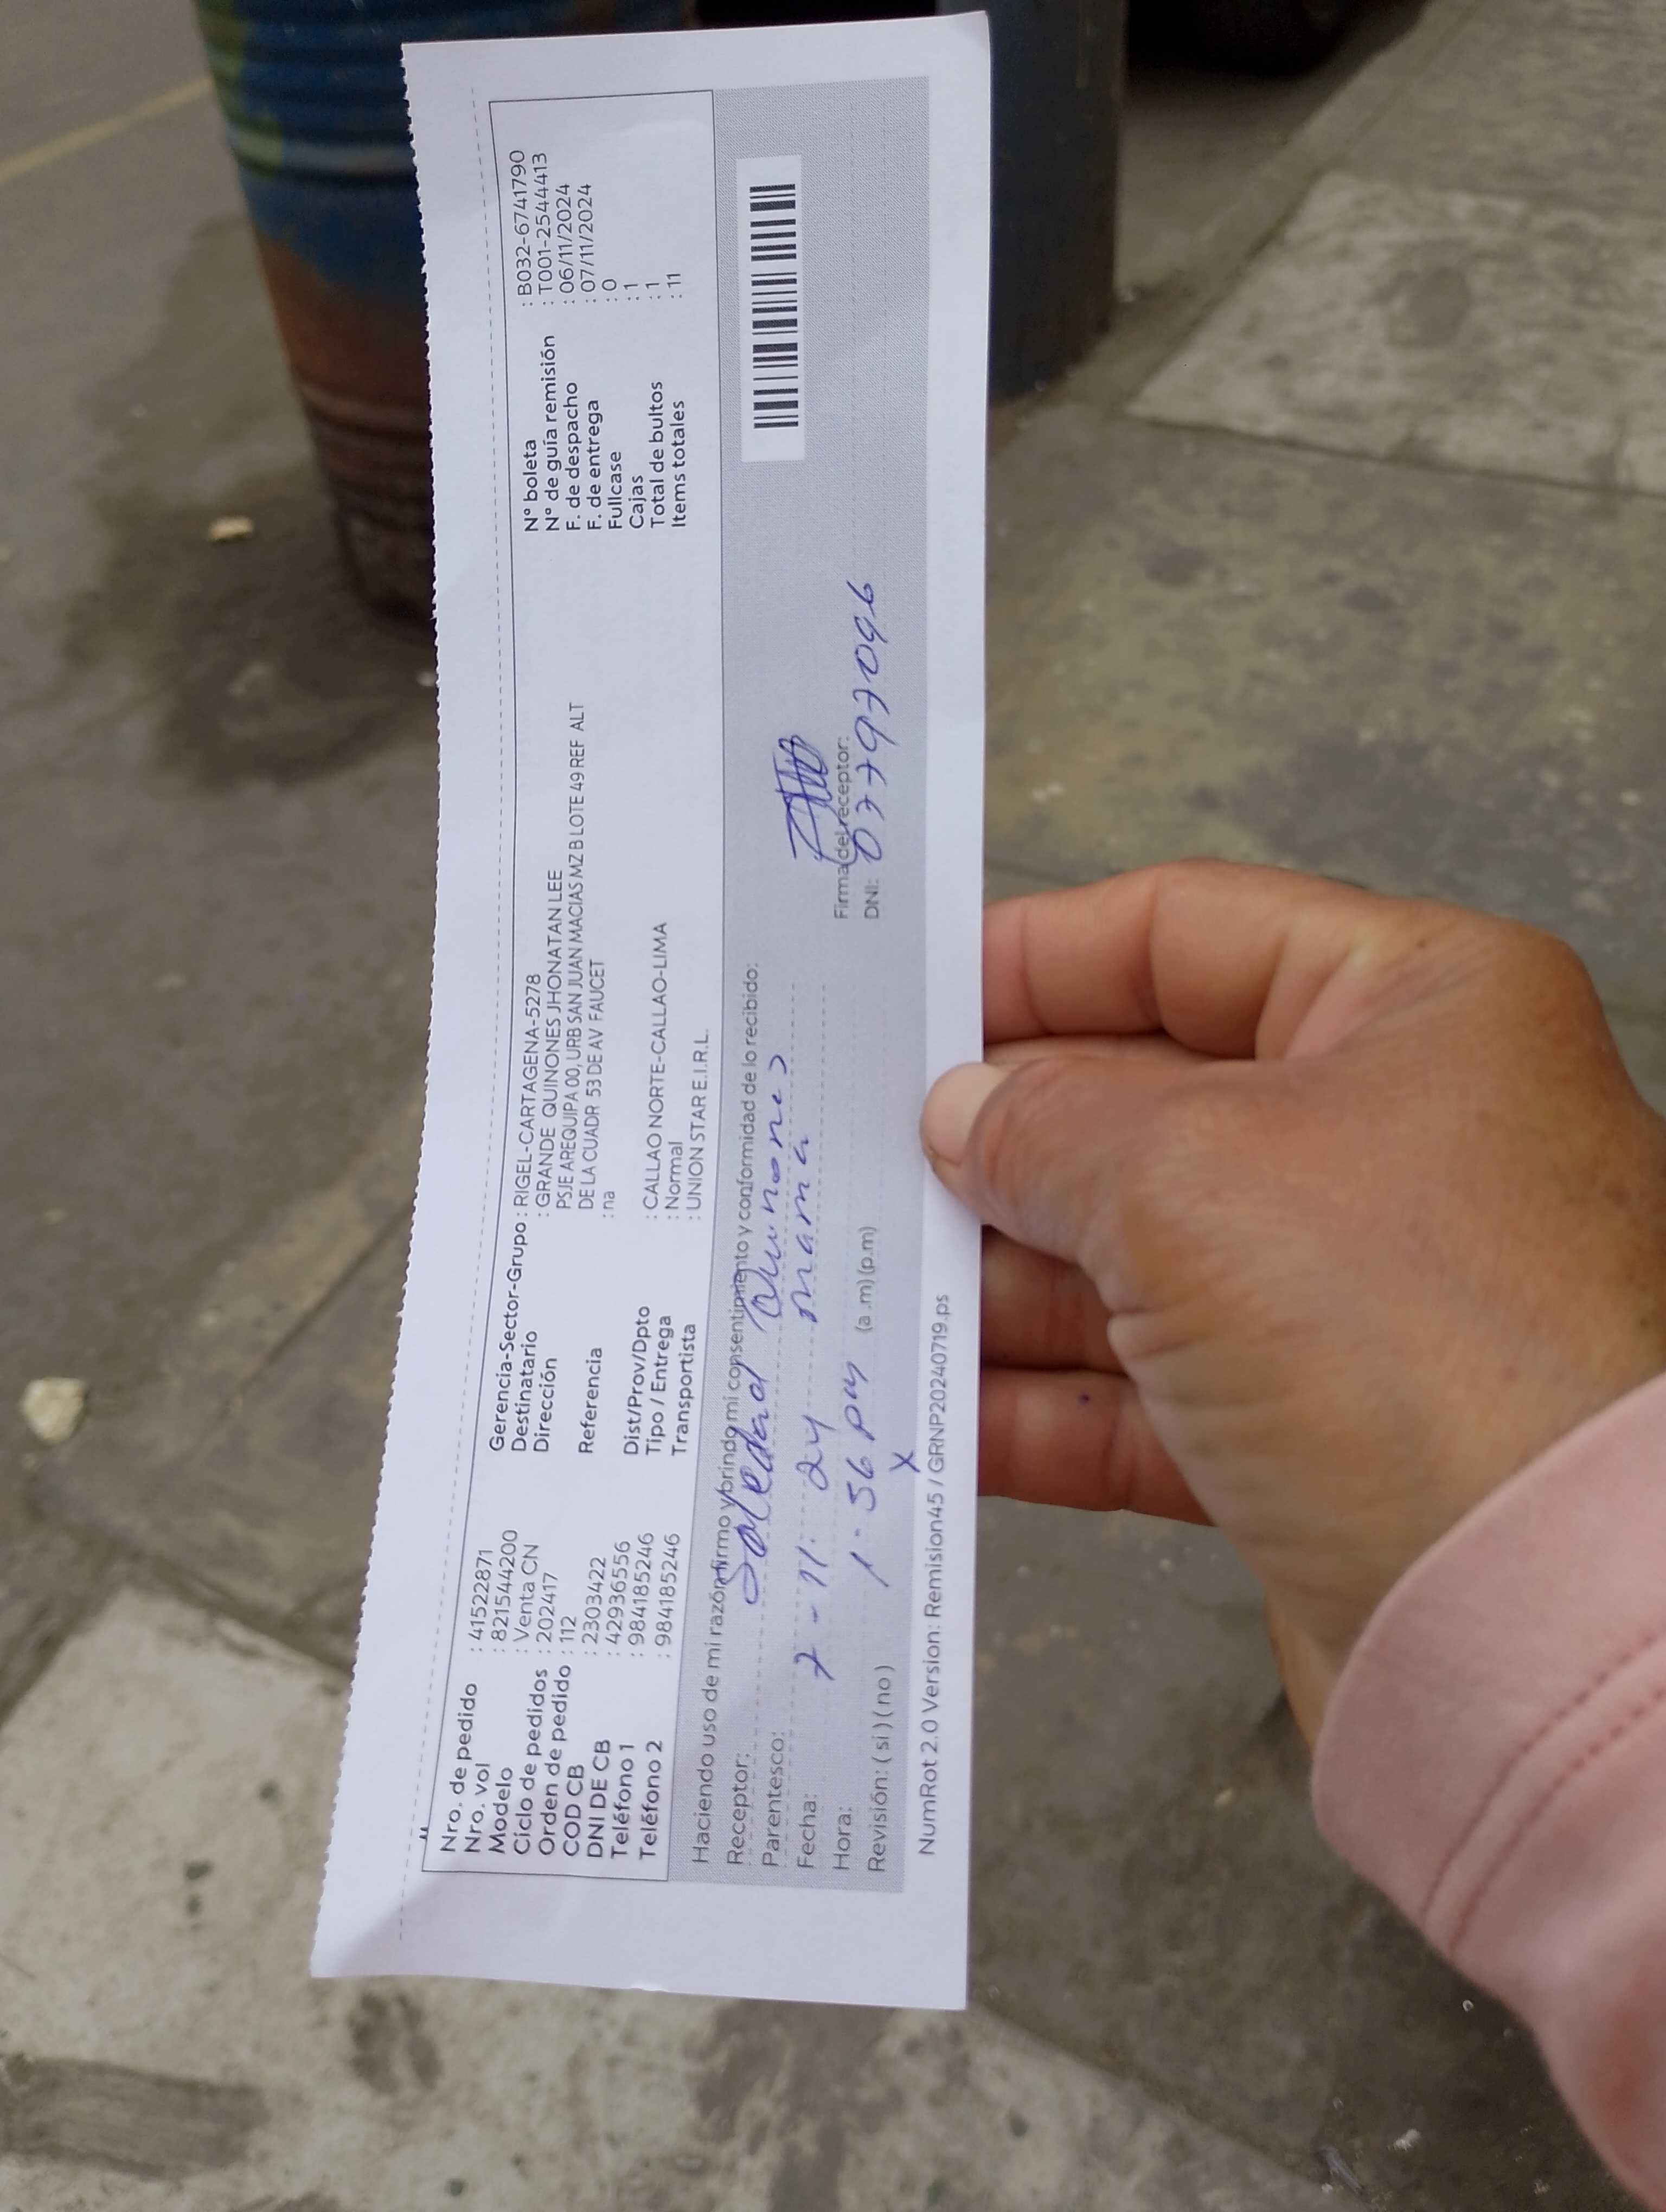 Nro. de pedido : 41522871
Nro. vol : 821544200
Modelo : Venta CN
Ciclo de pedidos : 202417
Orden de pedido : 112
COD CB : 2303422
DNI DE CB : 42936556
Teléfono 1 : 984185246
Teléfono 2 : 984185246
Gerencia-Sector-Grupo : RIGEL-CARTAGENA-5278
Destinatario : GRANDE QUINONES JHONATAN LEE
Dirección PSJE AREQUIPA 00, URB SAN JUAN MACIAS MZ B LOTE 49 REF ALT
DE LA CUADR 53 DE AV FAUCET
Referencia : na
Dist/Prov/Dpto : CALLAO NORTE-CALLAO-LIMA
Tipo / Entrega : Normal
Transportista : UNION STAR E.I.R.L.
N° boleta : B032-6741790
N° de guía remisión : T001-2544413
F. de despacho : 06/11/2024
F. de entrega : 07/11/2024
Fullcase : 0
Cajas : 1
Total de bultos : 1
Items totales : 11
Haciendo uso de mi razón firmo y brindo mi consentimiento y conformidad de lo recibido:
Receptor: Soledad Quinones
Parentesco: mama
Fecha: 7-11-24
Hora: 1-56 pm (a.m) (p.m)
Revisión: ( si ) ( no ) X
Firma del receptor:
DNI:
NumRot 2.0 Version: Remision45 / GRNP20240719.ps